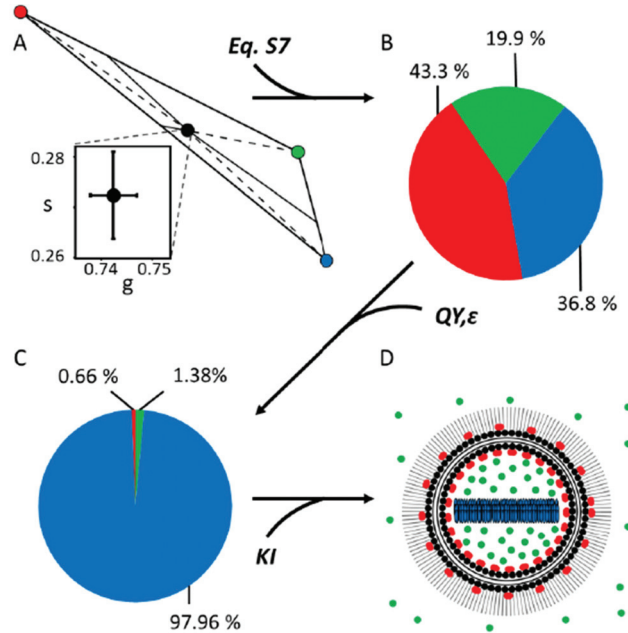 A
Eq. S7
B
43.3 %
19.9 %
0.28
s
0.26
0.74
0.75
g
36.8 %
QY,ε
C
0.66 %
1.38%
D
KI
97.96 %